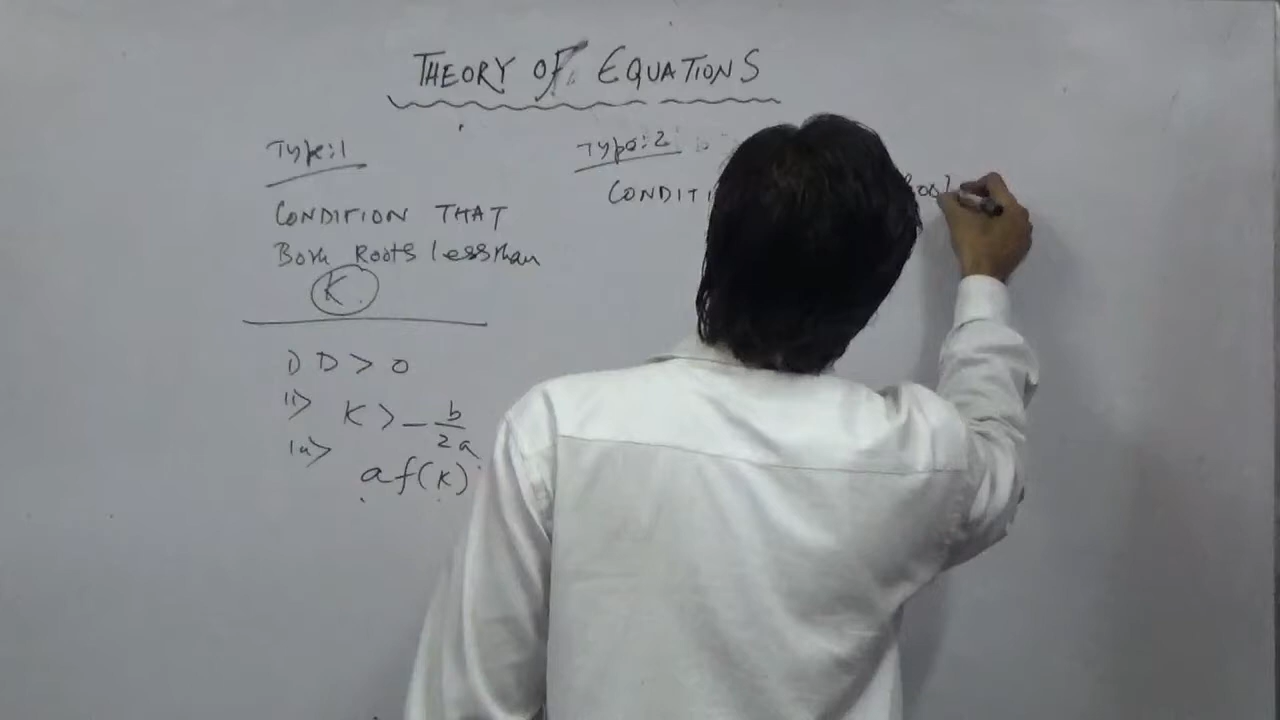 THEORY OF EQUATIONS
Type:1
CONDITION THAT
Both Roots less than
K
i) D > 0
ii> K > - b/2a
iii> af(K)
Type:2
CONDITI